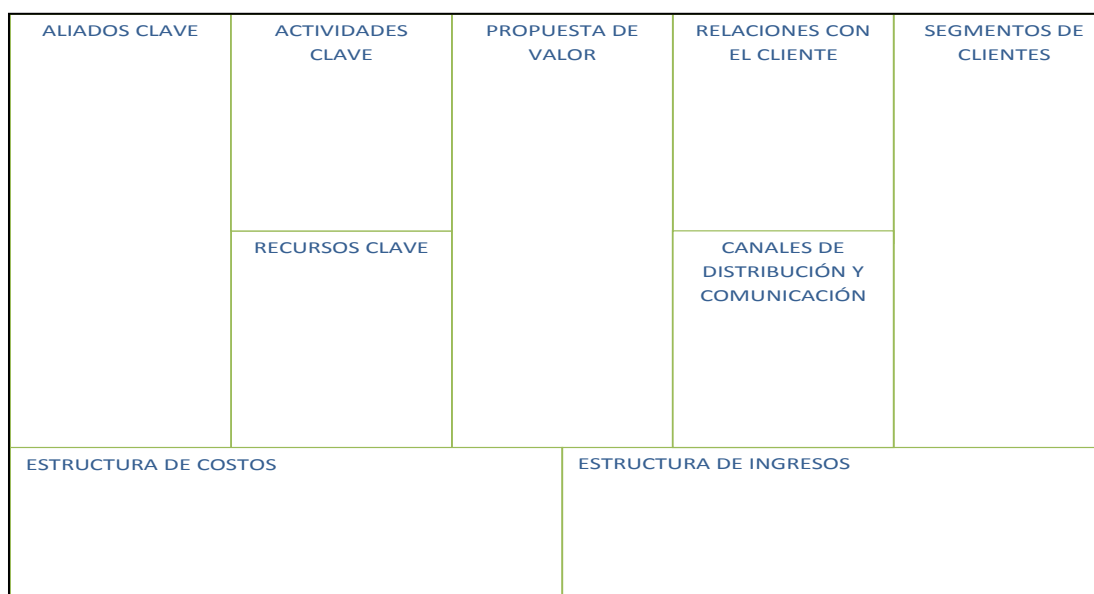 ALIADOS CLAVE
ACTIVIDADES
CLAVE
PROPUESTA DE
VALOR
RELACIONES CON
EL CLIENTE
SEGMENTOS DE
CLIENTES
RECURSOS CLAVE
CANALES DE
DISTRIBUCIÓN Y
COMUNICACIÓN
ESTRUCTURA DE COSTOS
ESTRUCTURA DE INGRESOS